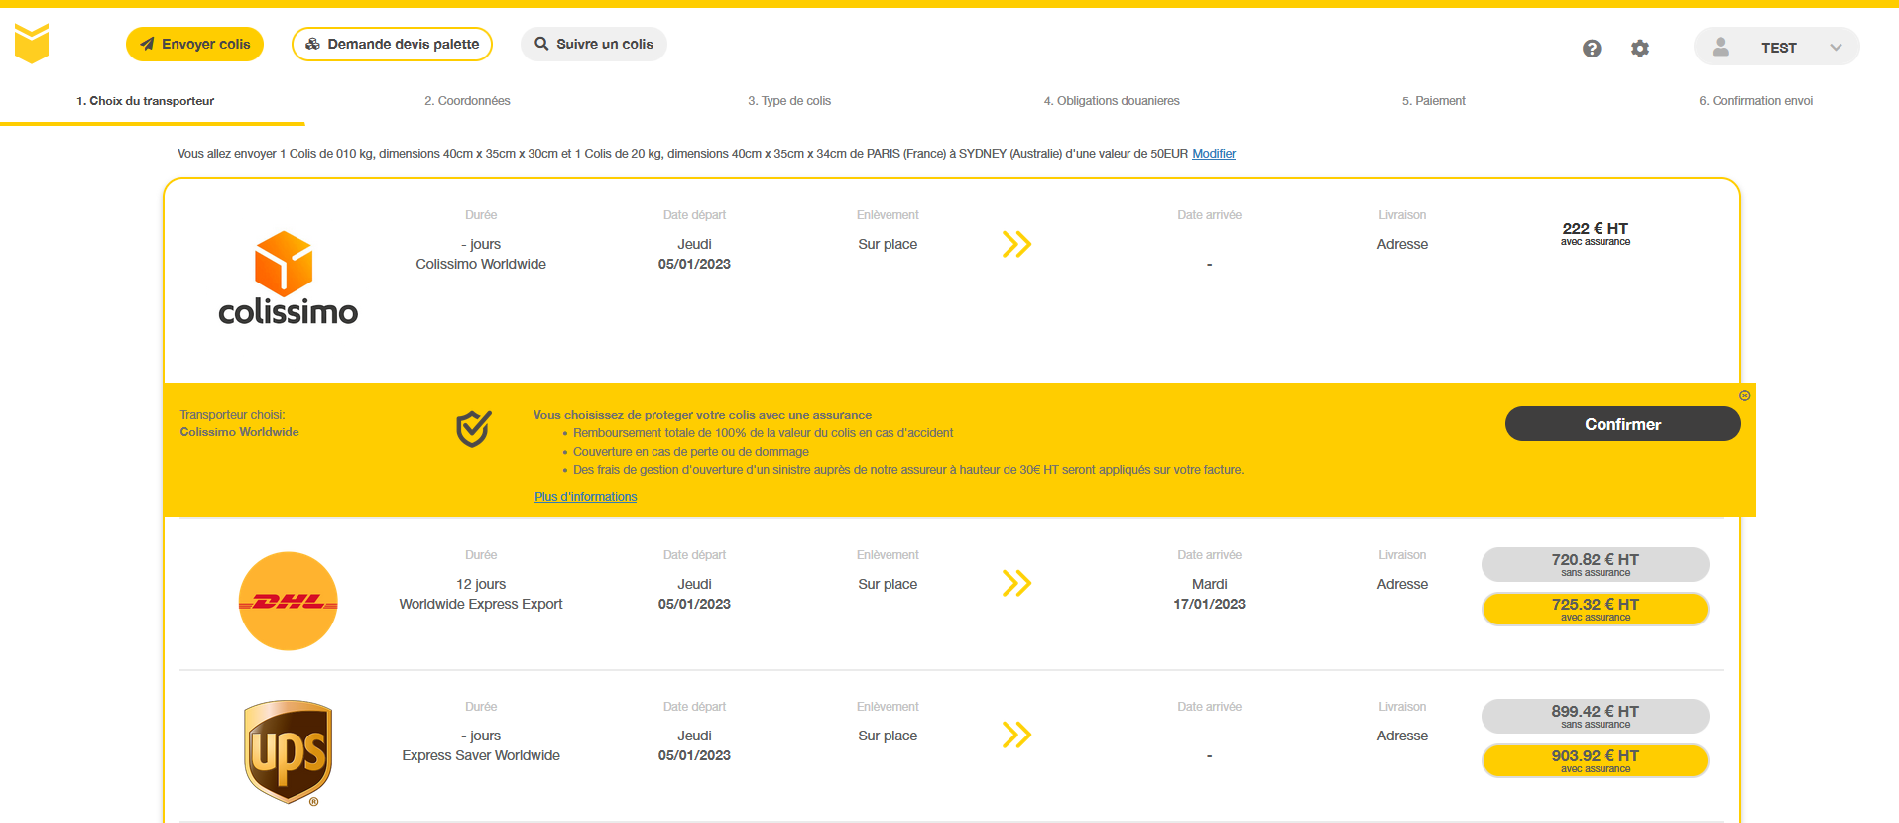 Envoyer colis
Demande devis palette
Suivre un colis
TEST
1. Choix du transporteur
2. Coordonnées
3. Type de colis
4. Obligations douanieres
5. Paiement
6. Confirmation envoi
Vous allez envoyer 1 Colis de 010 kg, dimensions 40cm x 35cm x 30cm et 1 Colis de 20 kg, dimensions 40cm x 35cm x 34cm de PARIS (France) à SYDNEY (Australie) d'une valeur de 50EUR Modifier
colissimo
Durée
- jours
Colissimo Worldwide
Date départ
Jeudi
05/01/2023
Enlèvement
Sur place
Date arrivée
-
Livraison
Adresse
222 € HT
avec assurance
Transporteur choisi:
Colissimo Worldwide
Vous choisissez de proteger votre colis avec une assurance
• Remboursement totale de 100% de la valeur du colis en cas d'accident
• Couverture en cas de perte ou de dommage
• Des frais de gestion d'ouverture d'un sinistre auprès de notre assureur à hauteur ce 30€ HT seront appliqués sur votre facture.
Plus d'informations
Confirmer
DHL
Durée
12 jours
Worldwide Express Export
Date départ
Jeudi
05/01/2023
Enlèvement
Sur place
Date arrivée
Mardi
17/01/2023
Livraison
Adresse
720.82 € HT
sans assurance
725.32 € HT
avec assurance
ups
®
Durée
- jours
Express Saver Worldwide
Date départ
Jeudi
05/01/2023
Enlèvement
Sur place
Date arrivée
-
Livraison
Adresse
899.42 € HT
sans assurance
903.92 € HT
avec assurance